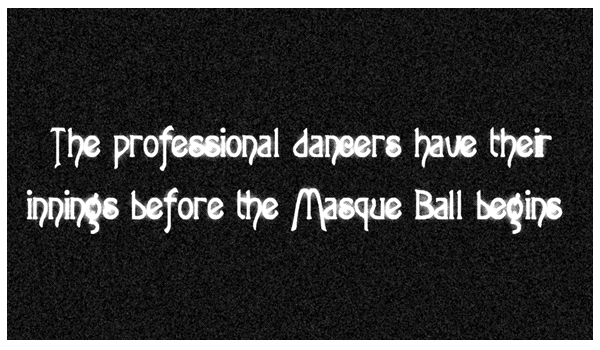 The professional dancers have their
innings before the Masque Ball begins